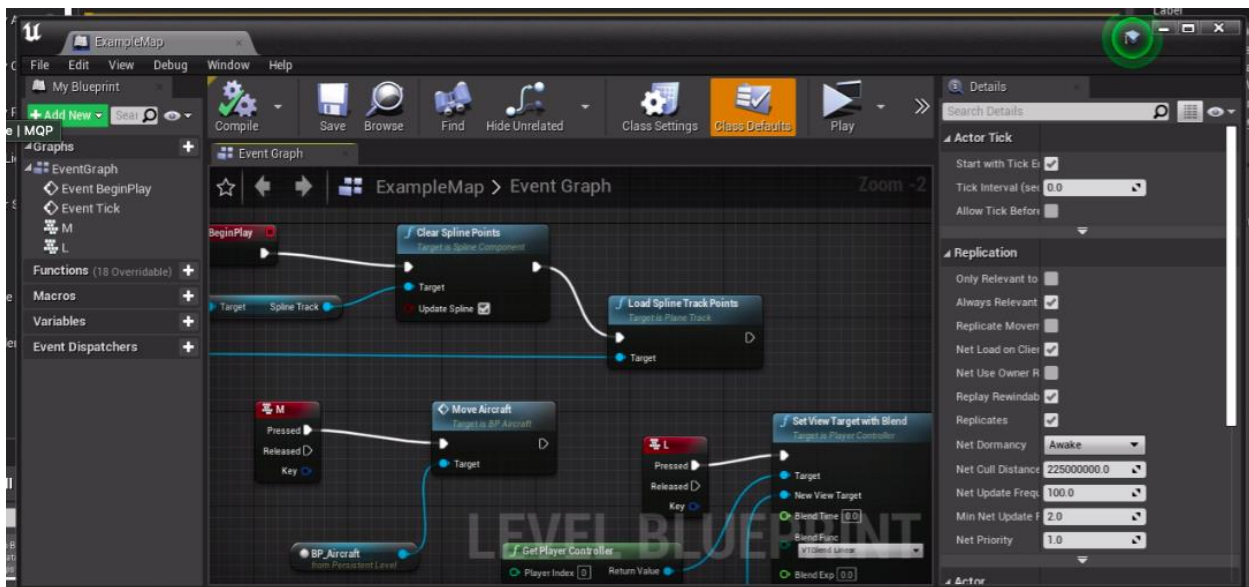 Label
ExampleMap
File Edit View Debug Window Help
My Blueprint
Add New
Sear
| MQP
Graphs
EventGraph
Event BeginPlay
Event Tick
M
L
Functions (18 Overridable)
Macros
Variables
Event Dispatchers
Compile Save Browse Find Hide Unrelated Class Settings Class Defaults Play
Event Graph
ExampleMap > Event Graph Zoom -2
BeginPlay
Clear Spline Points
Target is Spline Component
Target
Update Spline
Target Spline Track
Load Spline Track Points
Target is Plane Track
Target
M
Pressed
Released
Key
Move Aircraft
Target is BP Aircraft
Target
L
Pressed
Released
Key
Set View Target with Blend
Target is Player Controller
Target
New View Target
Blend Time 0.0
Blend Func
VTBlend Linear
Blend Exp 0.0
BP_Aircraft
from Persistent Level
Get Player Controller
Player Index 0 Return Value
LEVEL BLUEPRINT
Details
Search Details
Actor Tick
Start with Tick E
Tick Interval (sec 0.0
Allow Tick Before
Replication
Only Relevant to
Always Relevant
Replicate Movem
Net Load on Clien
Net Use Owner R
Replay Rewindab
Replicates
Net Dormancy Awake
Net Cull Distance 225000000.0
Net Update Frequ 100.0
Min Net Update F 2.0
Net Priority 1.0
Actor